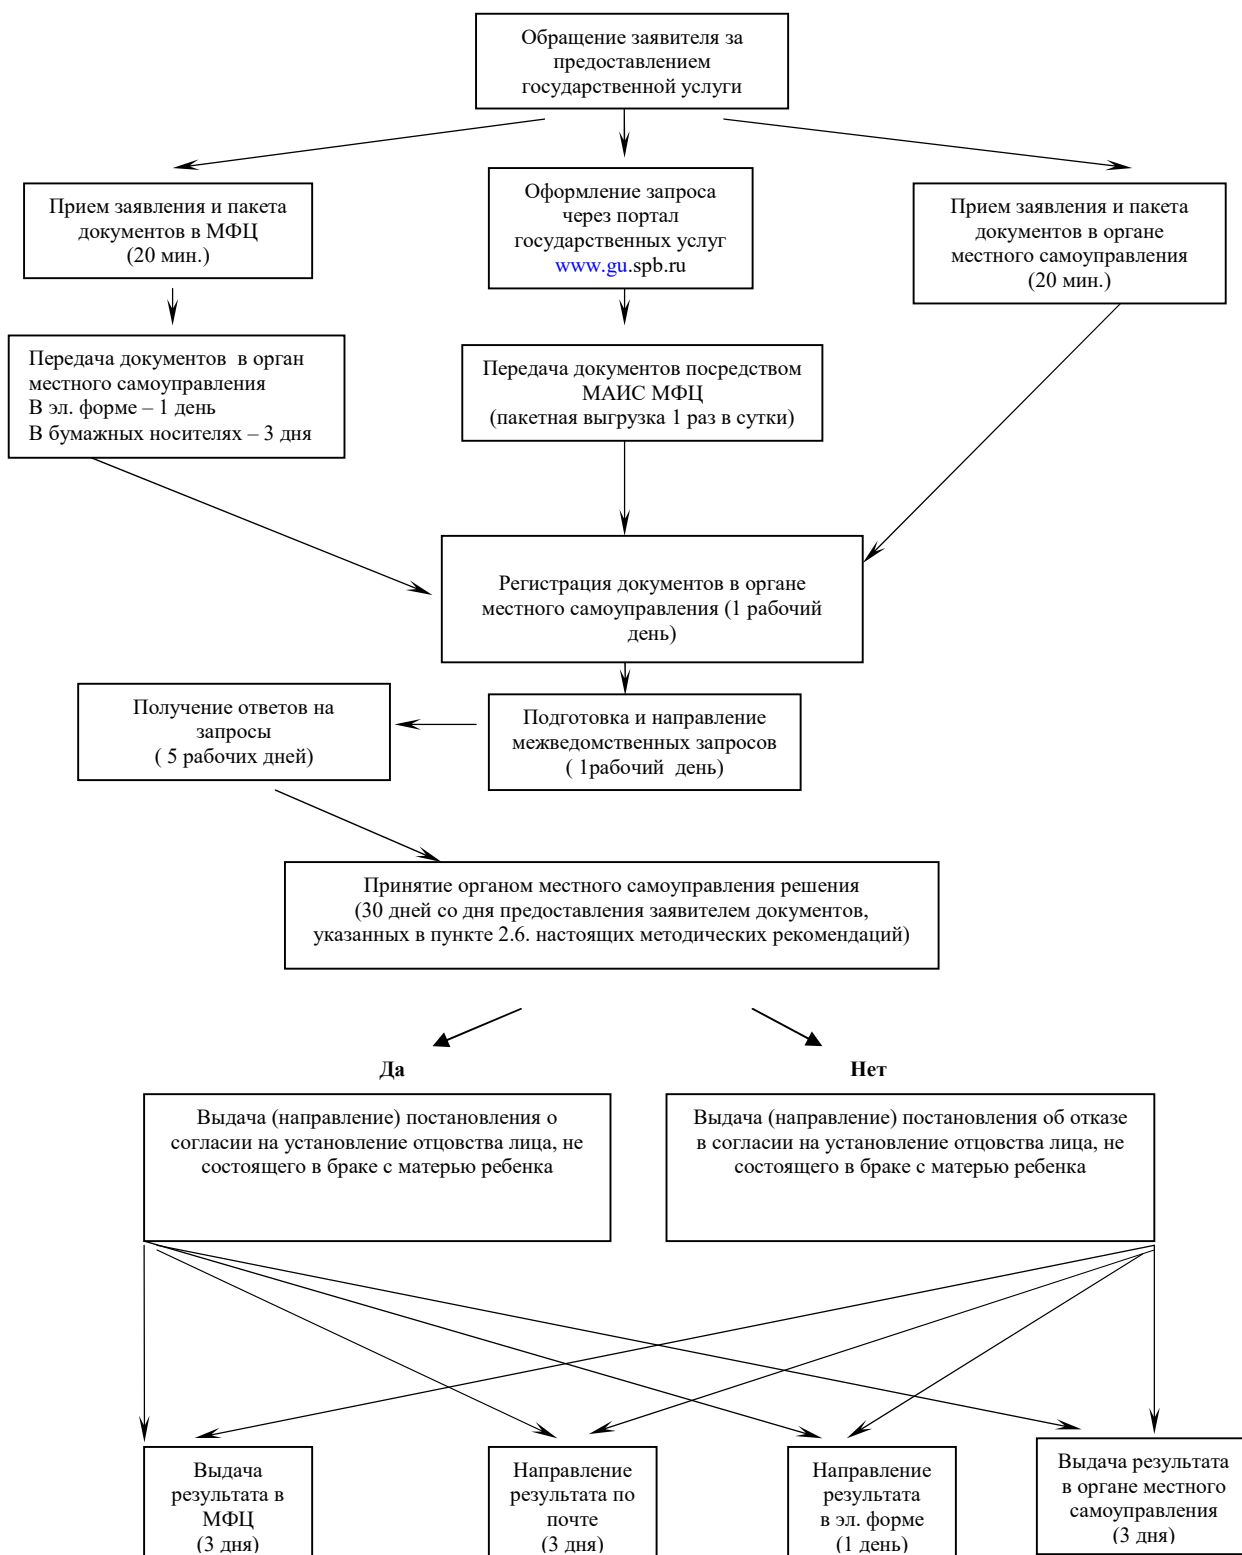 Обращение заявителя за
предоставлением
государственной услуги
Прием заявления и пакета
документов в МФЦ
(20 мин.)
Оформление запроса
через портал
государственных услуг
www.gu.spb.ru
Прием заявления и пакета
документов в органе
местного самоуправления
(20 мин.)
Передача документов  в орган
местного самоуправления
В эл. форме – 1 день
В бумажных носителях – 3 дня
Передача документов посредством
МАИС МФЦ
(пакетная выгрузка 1 раз в сутки)
Регистрация документов в органе
местного самоуправления (1 рабочий
день)
Получение ответов на
запросы
( 5 рабочих дней)
Подготовка и направление
межведомственных запросов
( 1рабочий  день)
Принятие органом местного самоуправления решения
(30 дней со дня предоставления заявителем документов,
указанных в пункте 2.6. настоящих методических рекомендаций)
Да
Нет
Выдача (направление) постановления о
согласии на установление отцовства лица, не
состоящего в браке с матерью ребенка
Выдача (направление) постановления об отказе
в согласии на установление отцовства лица, не
состоящего в браке с матерью ребенка
Выдача
результата в
МФЦ
(3 дня)
Направление
результата по
почте
(3 дня)
Направление
результата
в эл. форме
(1 день)
Выдача результата
в органе местного
самоуправления
(3 дня)